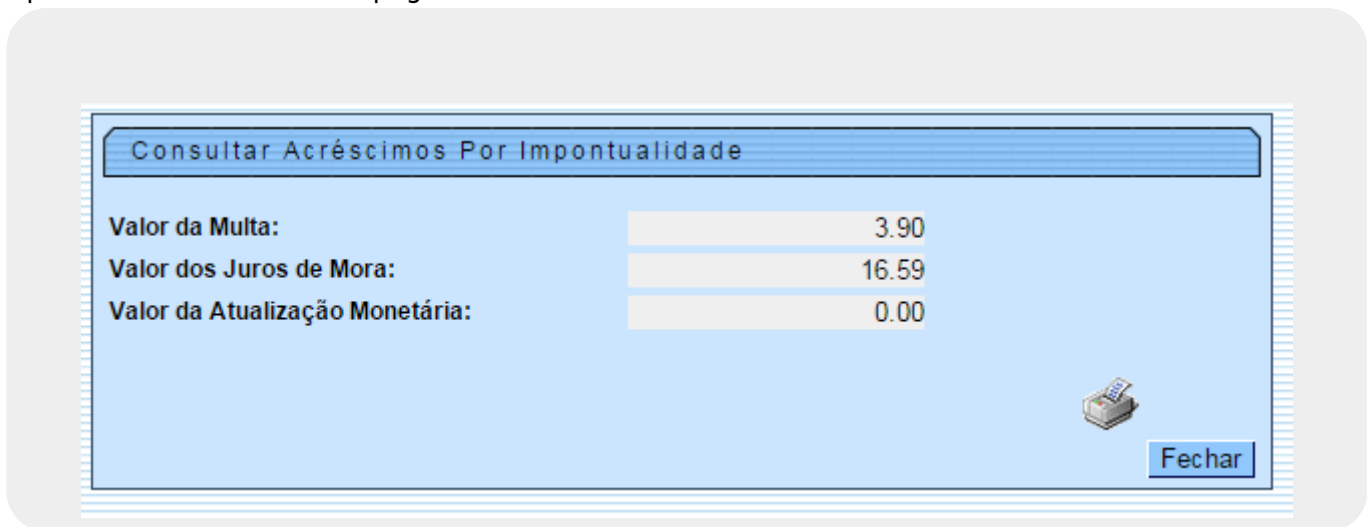 Consultar Acréscimos Por Impontualidade
Valor da Multa: 3.90
Valor dos Juros de Mora: 16.59
Valor da Atualização Monetária: 0.00
Fechar